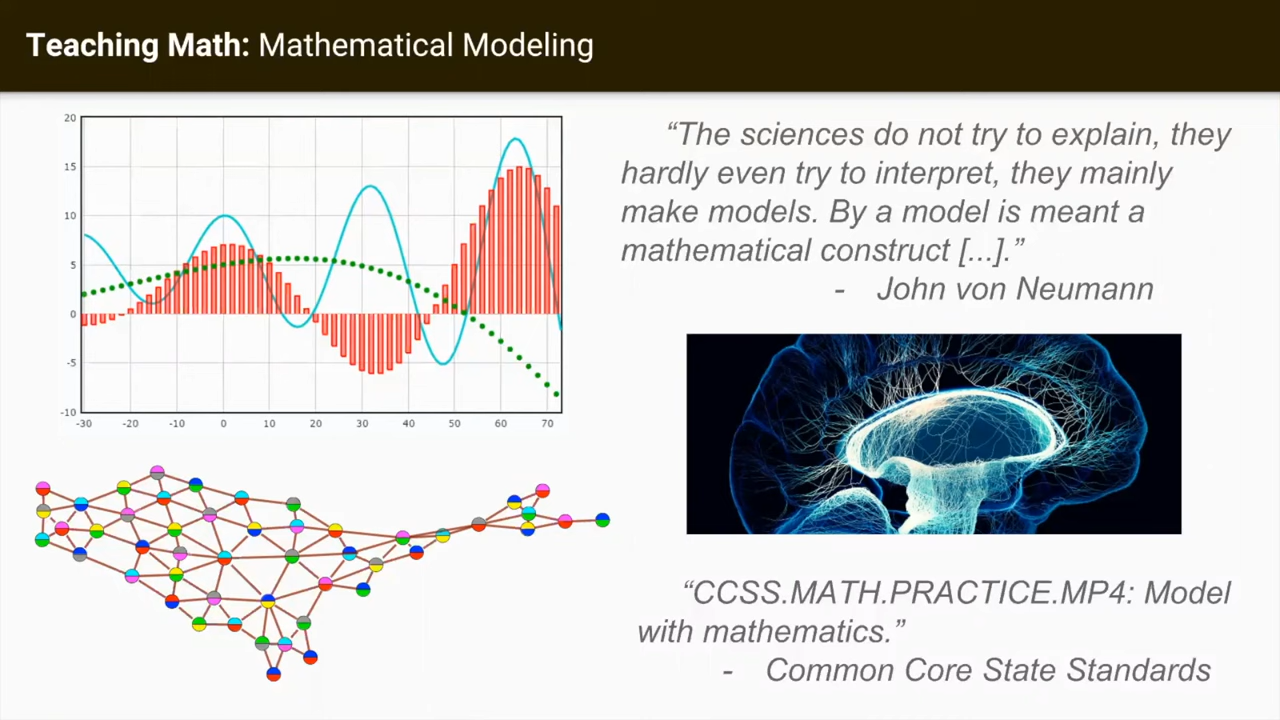 Teaching Math: Mathematical Modeling
20
15
10
5
0
-5
-10
-30 -20 -10 0 10 20 30 40 50 60 70
“The sciences do not try to explain, they
hardly even try to interpret, they mainly
make models. By a model is meant a
mathematical construct [...].”
- John von Neumann
“CCSS.MATH.PRACTICE.MP4: Model
with mathematics.”
- Common Core State Standards